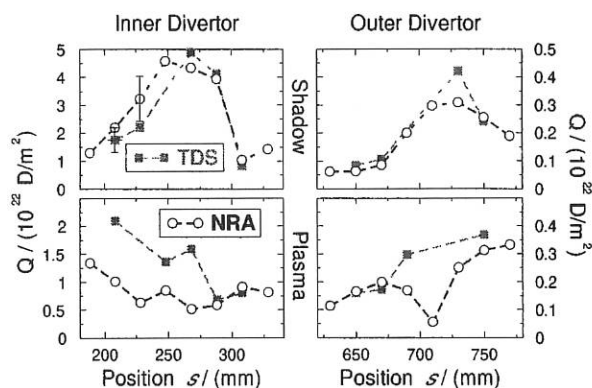 Inner Divertor Outer Divertor
5
4
3
2
1
0
TDS
Shadow
0.5
0.4
0.3
0.2
0.1
0
Q / (10²² D/m²)
2
1.5
1
0.5
0
NRA
Plasma
0.4
0.3
0.2
0.1
0
Q / (10²² D/m²)
200 250 300
650 700 750
Position s / (mm) Position s / (mm)